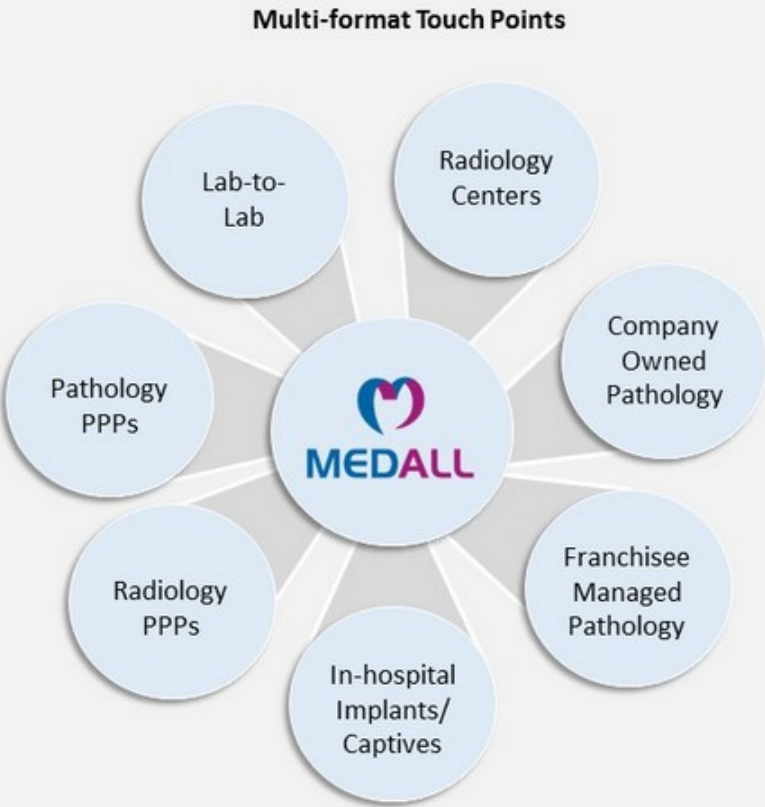 Multi-format Touch Points
Lab-to-
Lab
Radiology
Centers
Company
Owned
Pathology
Pathology
PPPs
MEDALL
Franchisee
Managed
Pathology
Radiology
PPPs
In-hospital
Implants/
Captives